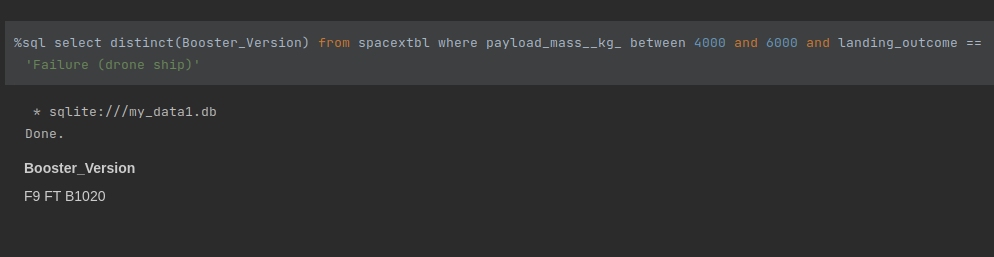 %sql select distinct(Booster_Version) from spacextbl where payload_mass__kg_ between 4000 and 6000 and landing_outcome ==
'Failure (drone ship)'
* sqlite:///my_data1.db
Done.
Booster_Version
F9 FT B1020